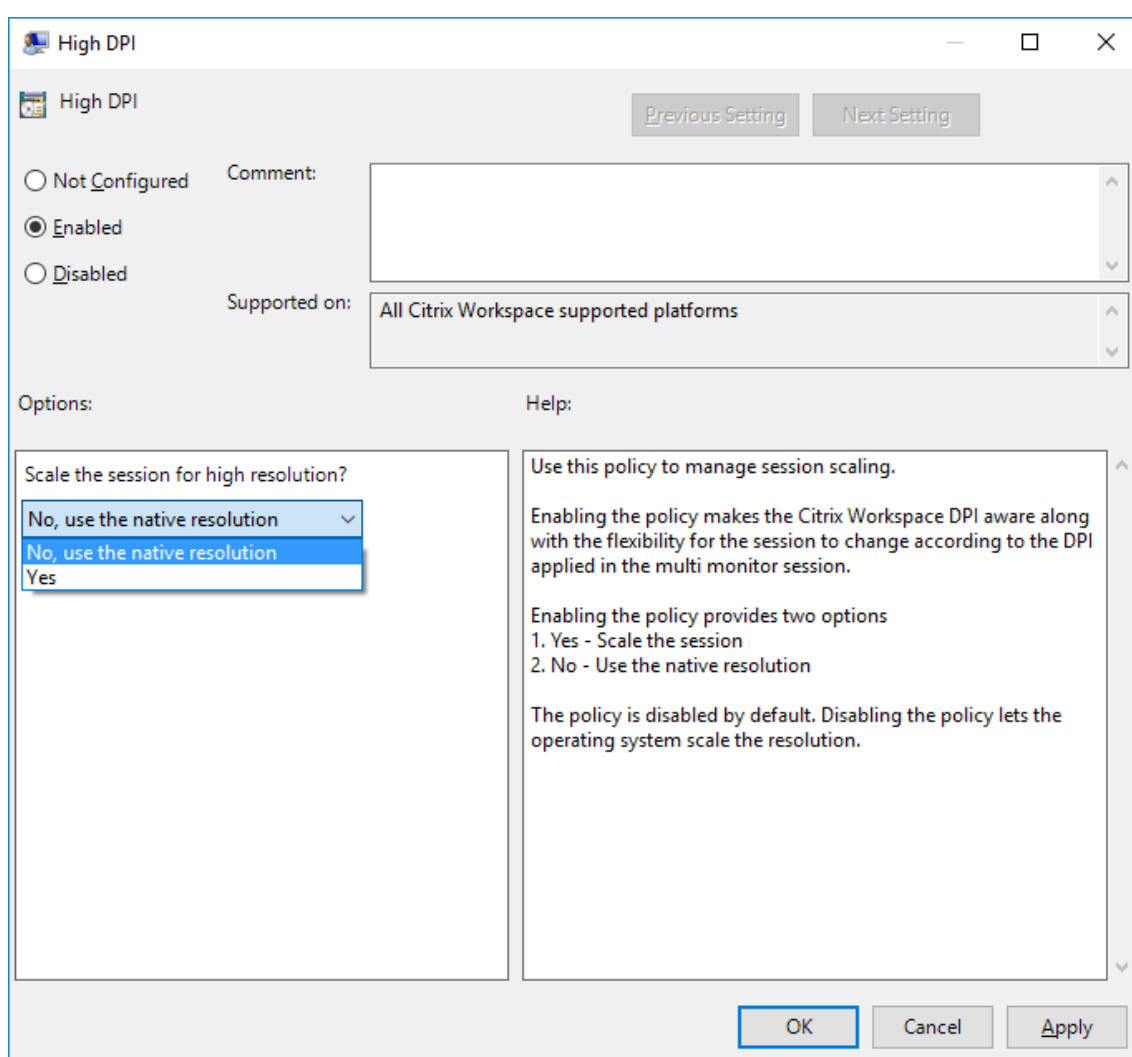 High DPI
High DPI
Previous Setting
Next Setting
Not Configured
Enabled
Disabled
Comment:
Supported on:
All Citrix Workspace supported platforms
Options:
Help:
Scale the session for high resolution?
No, use the native resolution
No, use the native resolution
Yes
Use this policy to manage session scaling.
Enabling the policy makes the Citrix Workspace DPI aware along
with the flexibility for the session to change according to the DPI
applied in the multi monitor session.
Enabling the policy provides two options
1. Yes - Scale the session
2. No - Use the native resolution
The policy is disabled by default. Disabling the policy lets the
operating system scale the resolution.
OK
Cancel
Apply